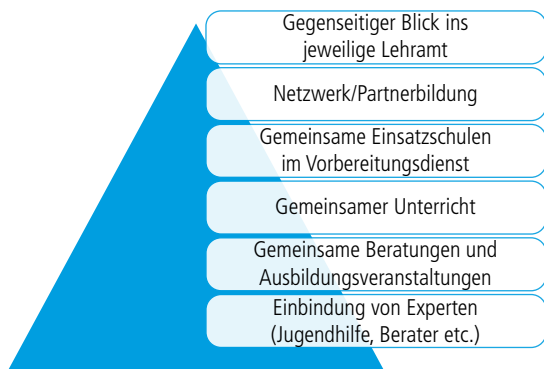 Gegenseitiger Blick ins
jeweilige Lehramt
Netzwerk/Partnerbildung
Gemeinsame Einsatzschulen
im Vorbereitungsdienst
Gemeinsamer Unterricht
Gemeinsame Beratungen und
Ausbildungsveranstaltungen
Einbindung von Experten
(Jugendhilfe, Berater etc.)